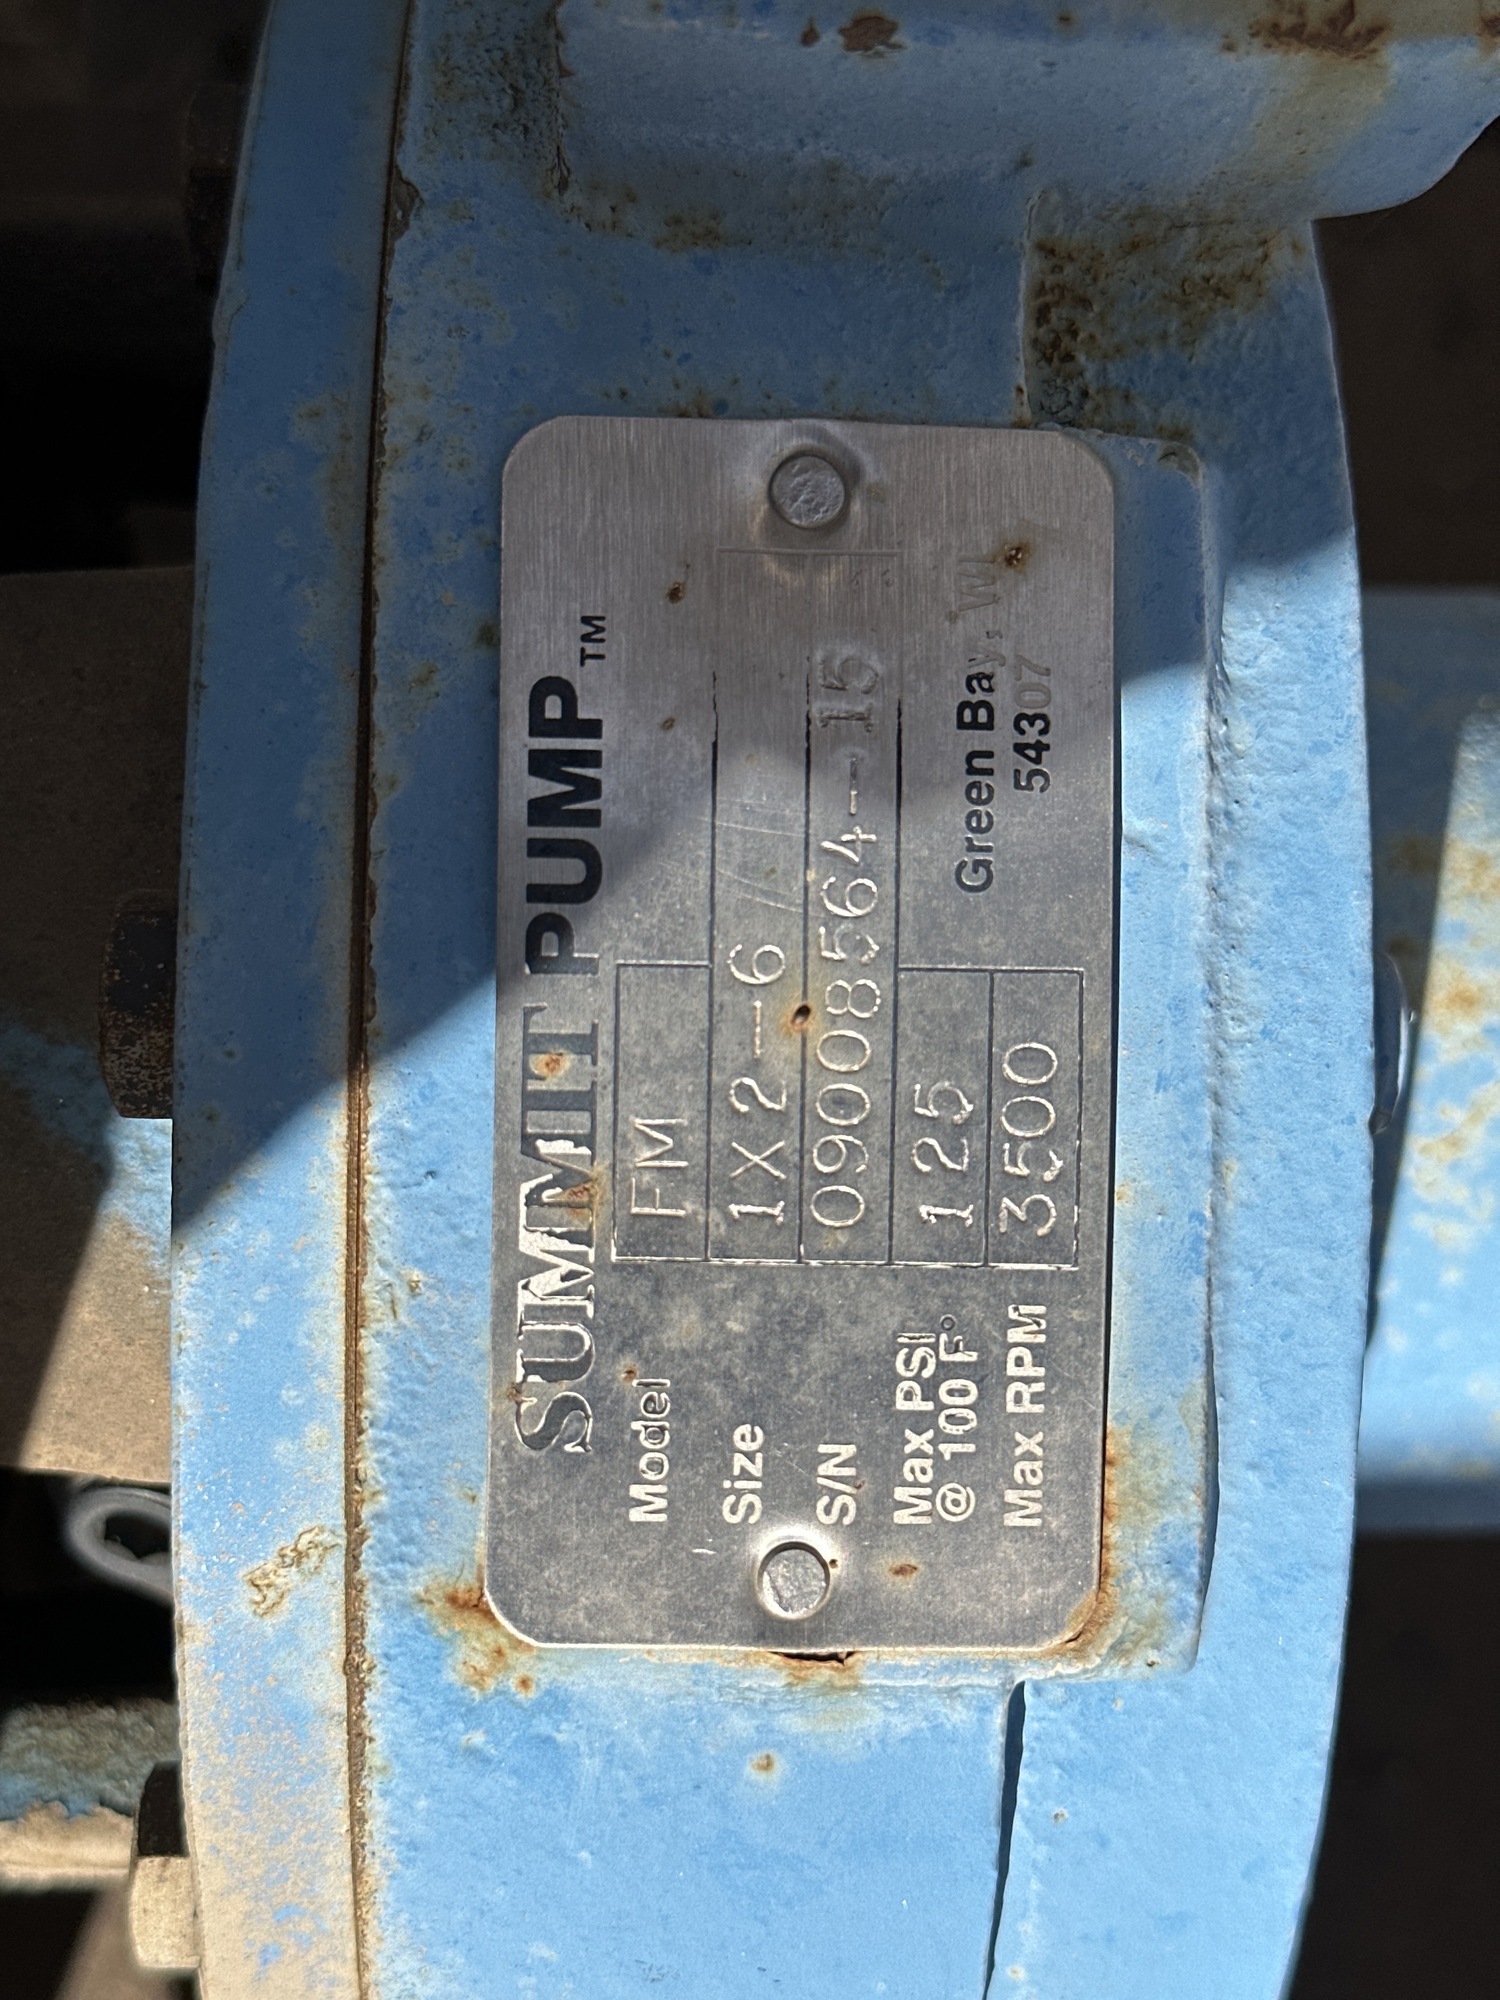 SUMMIT PUMP™
Model FM
Size 1X2-6
S/N 09008564-15
Max PSI @ 100F° 125
Max RPM 3500
Green Bay, WI
54307